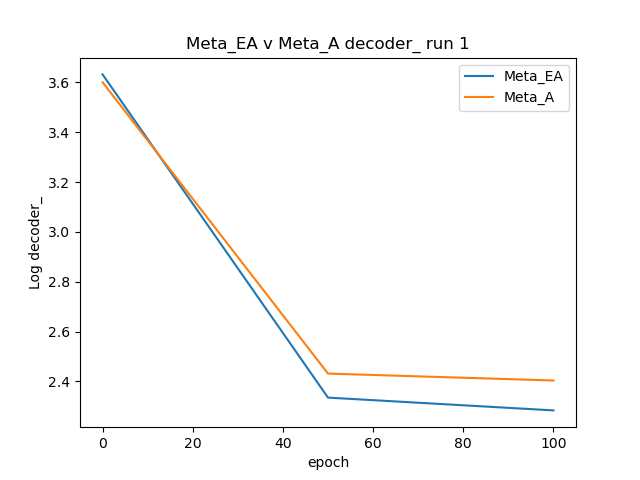 Meta_EA v Meta_A decoder_ run 1
Meta_EA
Meta_A
3.6
3.4
3.2
3.0
2.8
2.6
2.4
Log decoder_
0 20 40 60 80 100
epoch